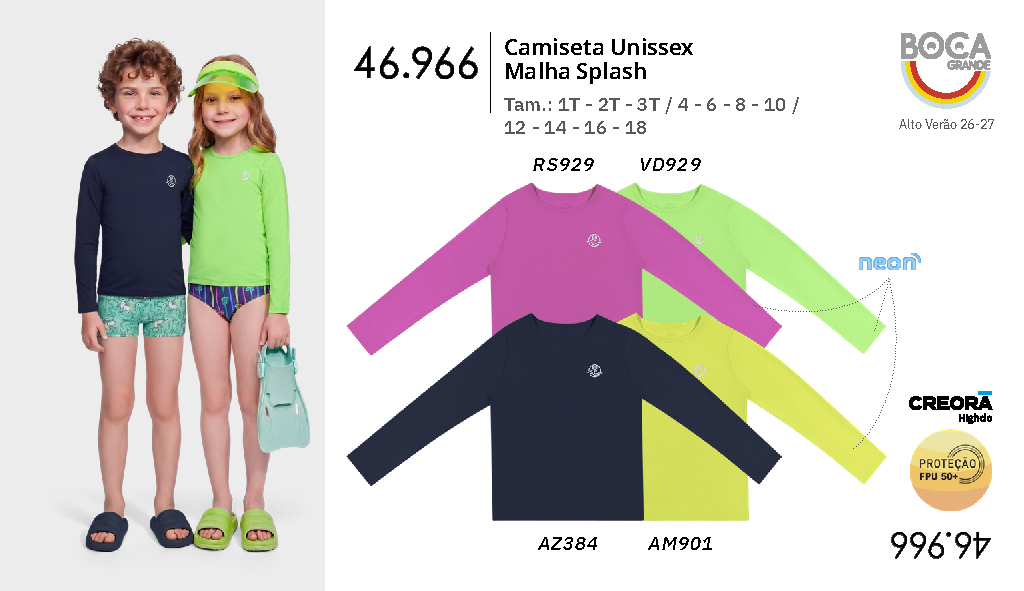 46.966
Camiseta Unissex
Malha Splash
Tam.: 1T - 2T - 3T / 4 - 6 - 8 - 10 /
12 - 14 - 16 - 18
BOCA
GRANDE
Alto Verão 26-27
RS929 VD929
neon
CREORA
Highclo
PROTEÇÃO
FPU 50+
AZ384 AM901
46.966